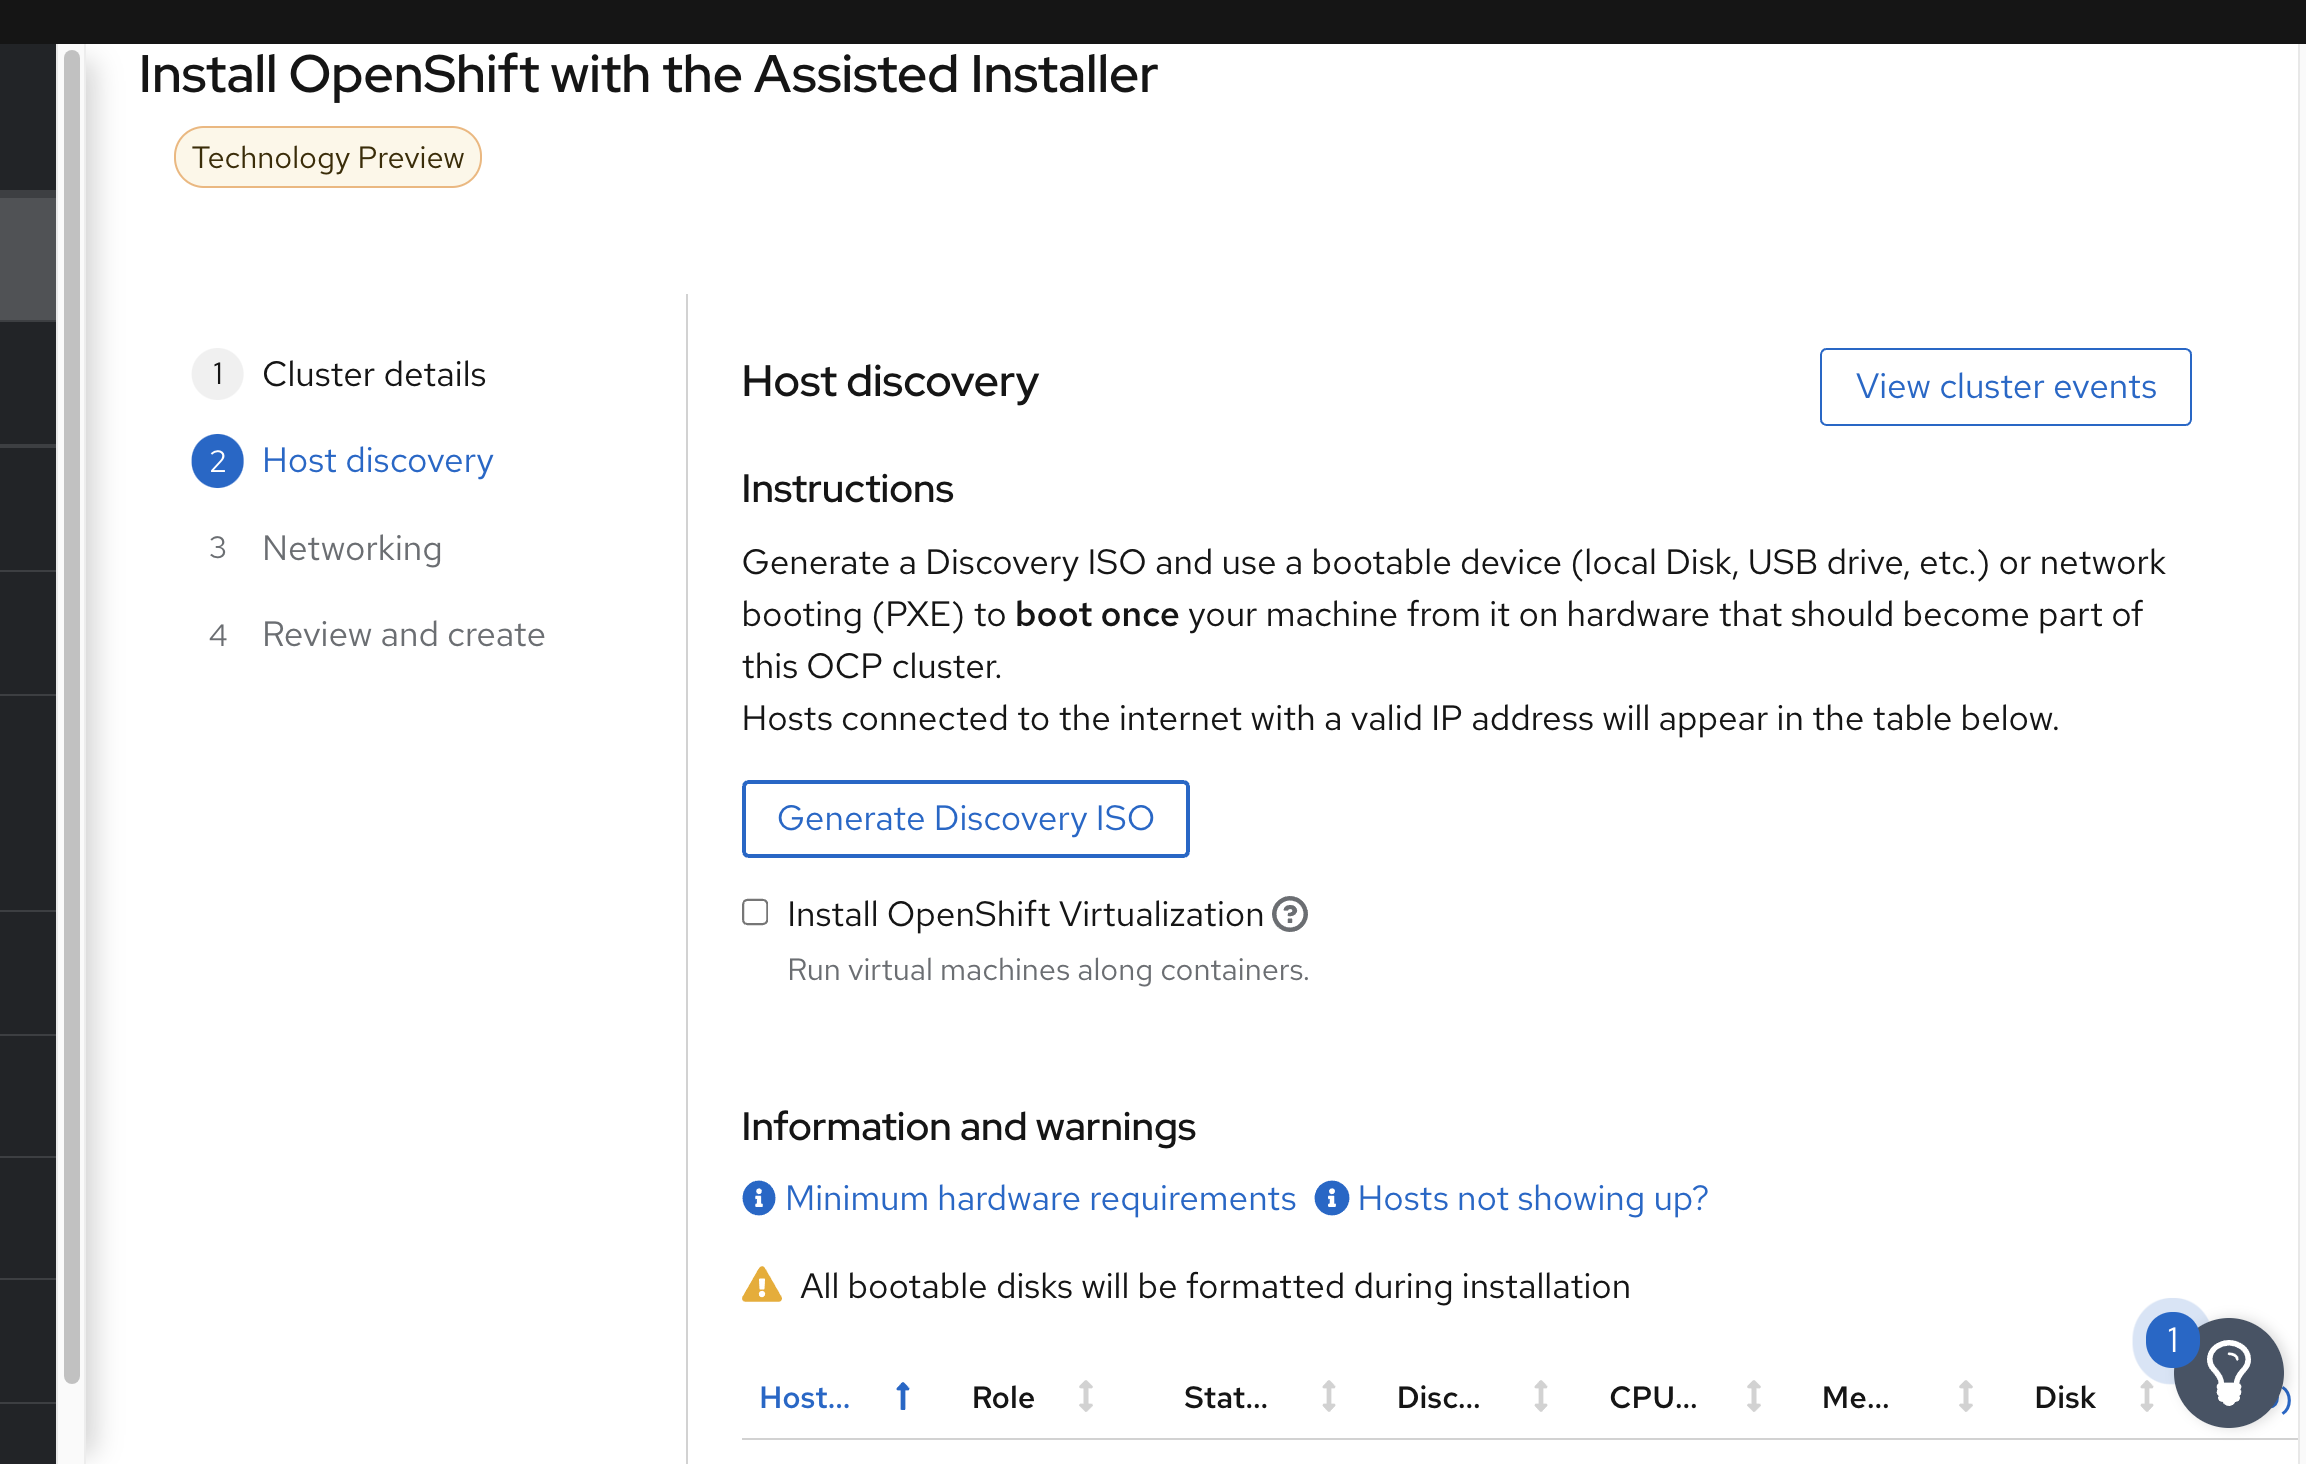 Install OpenShift with the Assisted Installer
Technology Preview
1 Cluster details
2 Host discovery
3 Networking
4 Review and create
Host discovery
View cluster events
Instructions
Generate a Discovery ISO and use a bootable device (local Disk, USB drive, etc.) or network
booting (PXE) to boot once your machine from it on hardware that should become part of
this OCP cluster.
Hosts connected to the internet with a valid IP address will appear in the table below.
Generate Discovery ISO
Install OpenShift Virtualization
Run virtual machines along containers.
Information and warnings
Minimum hardware requirements Hosts not showing up?
All bootable disks will be formatted during installation
1
Host... Role Stat... Disc... CPU... Me... Disk